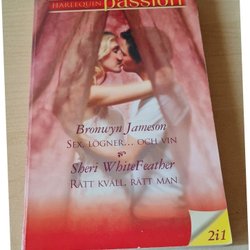 HARLEQUIN passion
Bronwyn Jameson
SEX, LÖGNER... OCH VIN
Sheri WhiteFeather
RÄTT KVÄLL, RÄTT MAN
2i1